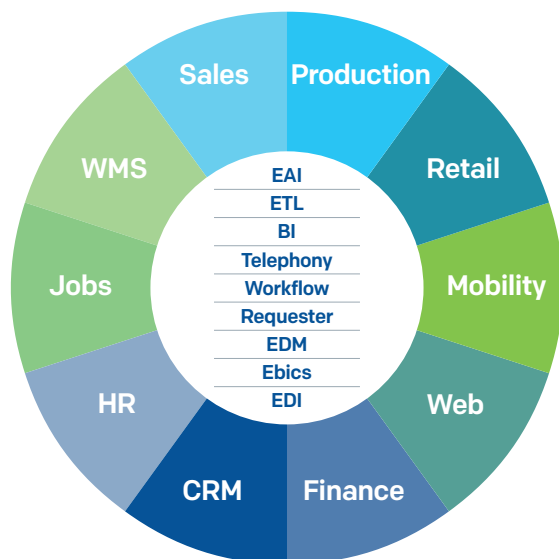 Sales
Production
WMS
Retail
EAI
ETL
BI
Telephony
Workflow
Requester
EDM
Ebics
EDI
Jobs
Mobility
HR
Web
CRM
Finance